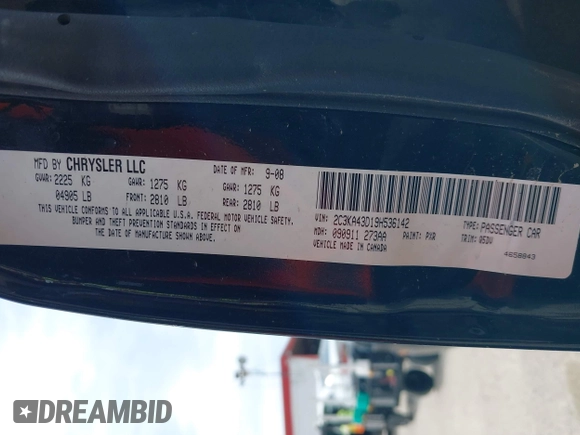 MFD BY CHRYSLER LLC DATE OF MFR: 9-08
GVWR: 2225 KG GAWR: 1275 KG GAWR: 1275 KG
04905 LB FRONT: 2810 LB REAR: 2810 LB
THIS VEHICLE CONFORMS TO ALL APPLICABLE U.S.A. FEDERAL MOTOR VEHICLE SAFETY,
BUMPER AND THEFT PREVENTION STANDARDS IN EFFECT ON
THE DATE OF MANUFACTURE SHOWN ABOVE.
VIN: 2C3KA43D19H536142 TYPE: PASSENGER CAR
MDH: 090911 273AA PAINT: PXR TRIM: 05DV
MADE IN CANADA 4658843
DREAMBID